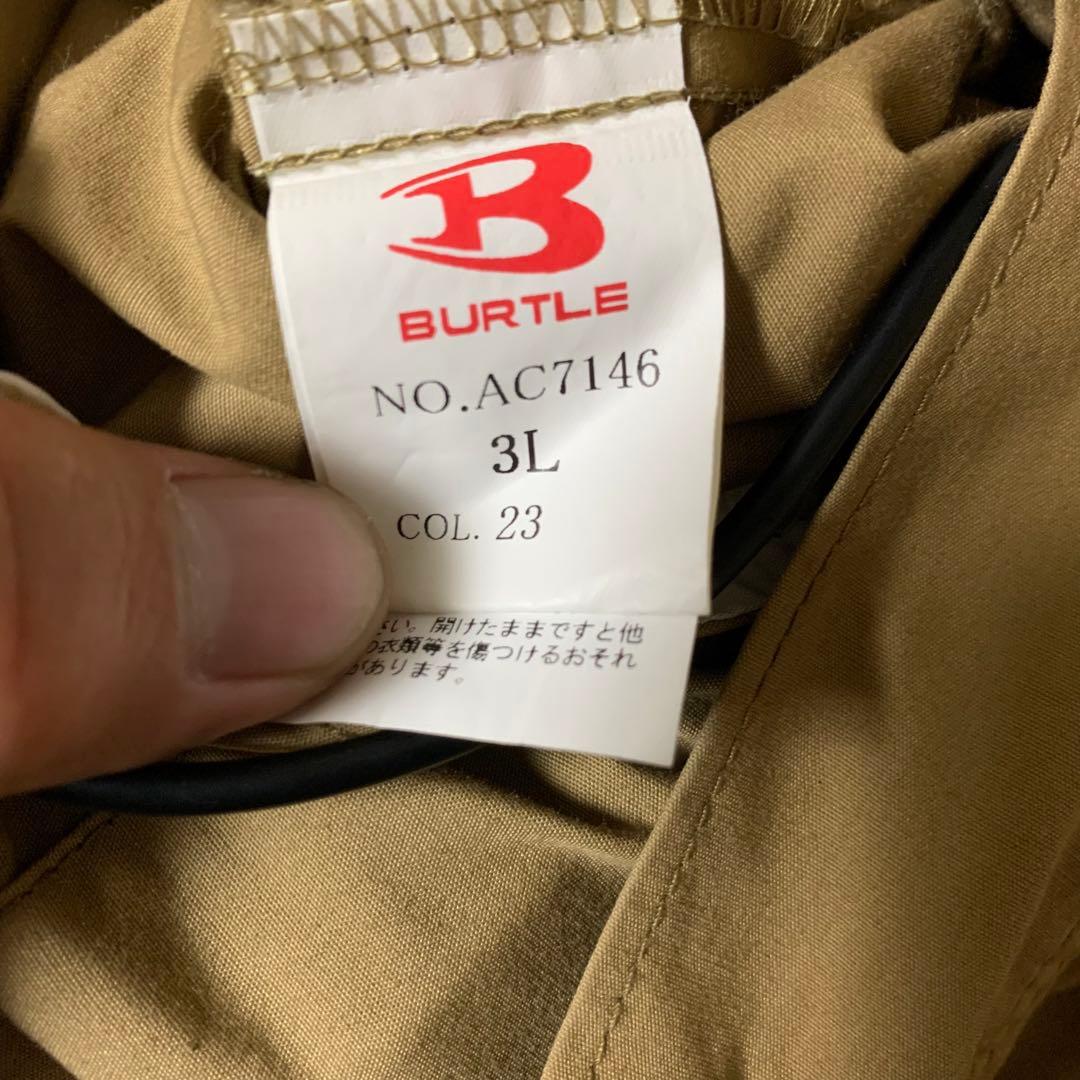 B
BURTLE
NO.AC7146
3L
COL. 23
い。開けたままですと他
衣類等を傷つけるおそれ
があります。